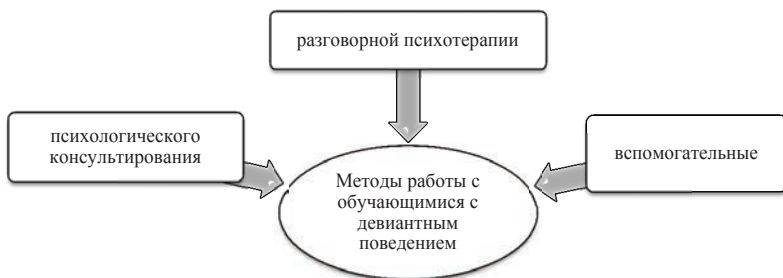 разговорной психотерапии
психологического
консультирования
вспомогательные
Методы работы с
обучающимися с
девиантным
поведением